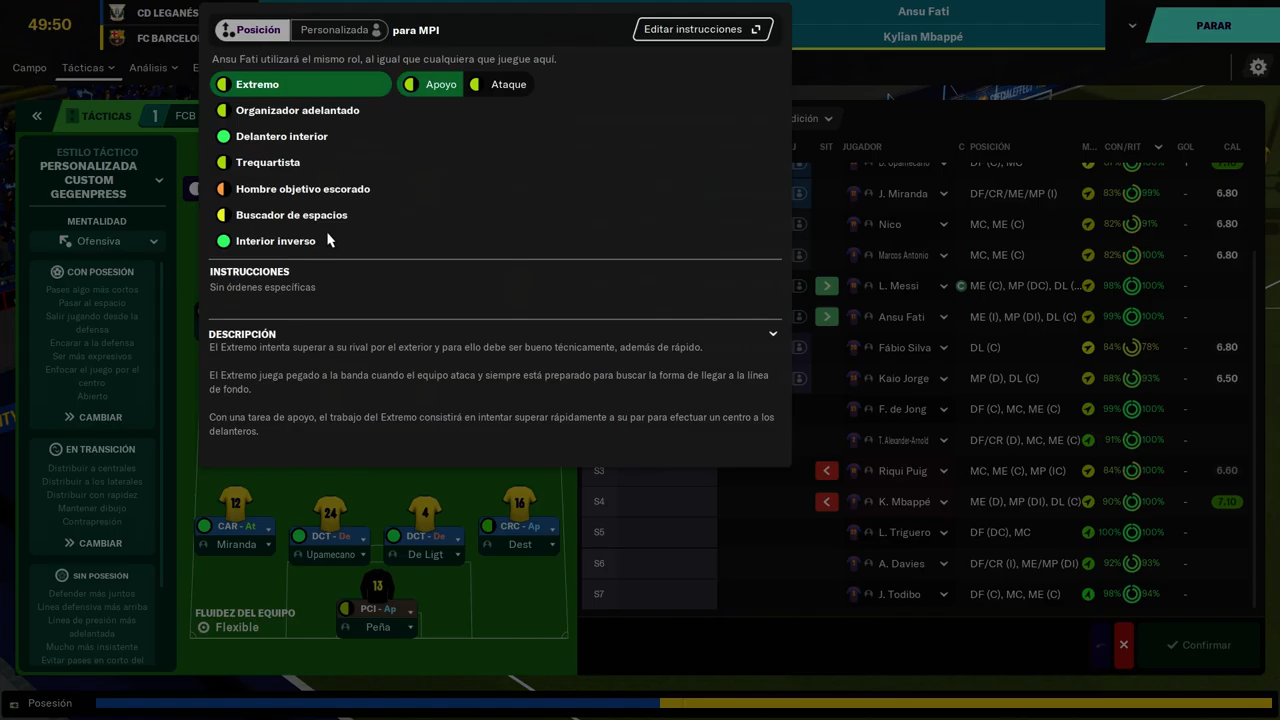 49:50
CD LEGANÉS
FC BARCELO
Ansu Fati
Kylian Mbappé
PARAR
Campo
Tácticas
Análisis
Posición
Personalizada
para MPI
Editar instrucciones
Ansu Fati utilizará el mismo rol, al igual que cualquiera que juegue aquí.
Extremo
Apoyo
Ataque
Organizador adelantado
Delantero interior
Trequartista
Hombre objetivo escorado
Buscador de espacios
Interior inverso
INSTRUCCIONES
Sin órdenes específicas
DESCRIPCIÓN
El Extremo intenta superar a su rival por el exterior y para ello debe ser bueno técnicamente, además de rápido.
El Extremo juega pegado a la banda cuando el equipo ataca y siempre está preparado para buscar la forma de llegar a la línea
de fondo.
Con una tarea de apoyo, el trabajo del Extremo consistirá en intentar superar rápidamente a su par para efectuar un centro a los
delanteros.
TÁCTICAS
1
FCB
ESTILO TÁCTICO
PERSONALIZADA
CUSTOM
GEGENPRESS
MENTALIDAD
Ofensiva
CON POSESIÓN
Pases algo más cortos
Pasar al espacio
Salir jugando desde la
defensa
Encarar a la defensa
Ser más expresivos
Enfocar el juego por el
centro
Abierto
CAMBIAR
EN TRANSICIÓN
Distribuir a centrales
Distribuir a los laterales
Distribuir con rapidez
Mantener dibujo
Contrapresión
CAMBIAR
SIN POSESIÓN
Defender más juntos
Línea defensiva más arriba
Línea de presión más
adelantada
Mucho más insistente
Evitar pases en corto del
12
CAR - At
Miranda
24
DCT - De
Upamecano
4
DCT - De
De Ligt
16
CRC - Ap
Dest
13
PCI - Ap
Peña
FLUIDEZ DEL EQUIPO
Flexible
dición
SIT JUGADOR C POSICIÓN M... CON/RIT GOL CAL
D. Upamecano DF (C), MC 81% 100% 1 7.10
J. Miranda DF/CR/ME/MP (I) 83% 99% - 6.80
Nico MC, ME (C) 82% 91% - 6.80
Marcos Antonio MC, ME (C) 82% 100% - 6.80
L. Messi C ME (C), MP (DC), DL (... 98% 100% -
Ansu Fati ME (I), MP (DI), DL (C) 99% 100% -
Fábio Silva DL (C) 84% 78% - 6.80
Kaio Jorge MP (D), DL (C) 88% 93% - 6.50
F. de Jong DF (C), MC, ME (C) 99% 100% -
T. Alexander-Arnold DF/CR (D), MC, ME (C) 91% 100% -
S3 Riqui Puig MC, ME (C), MP (IC) 84% 100% - 6.60
S4 K. Mbappé ME (D), MP (DI), DL (C) 90% 100% - 7.10
S5 L. Triguero DF (DC), MC 100% 100% -
S6 A. Davies DF/CR (I), ME/MP (DI) 92% 93% -
S7 J. Todibo DF (C), MC, ME (C) 98% 94% -
Confirmar
Posesión